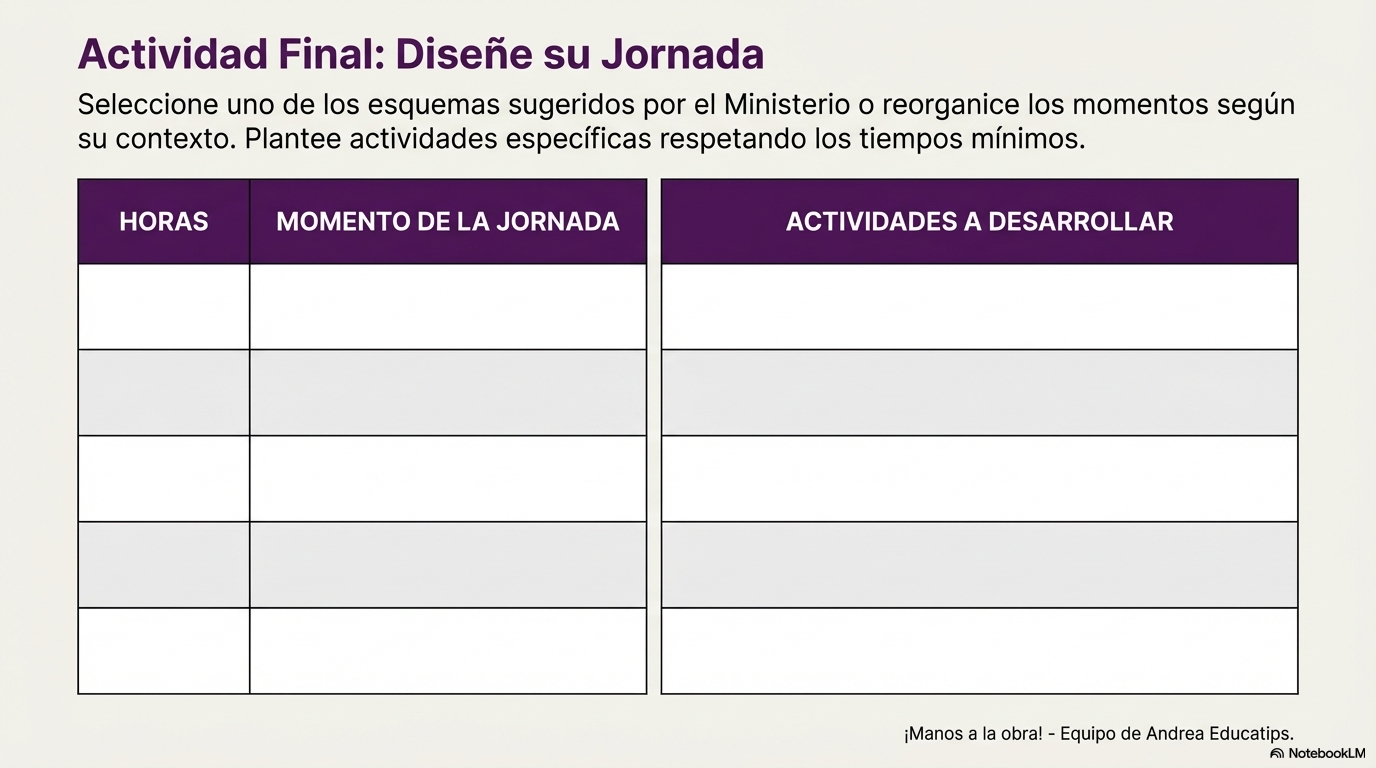 Actividad Final: Diseñe su Jornada
Seleccione uno de los esquemas sugeridos por el Ministerio o reorganice los momentos según
su contexto. Plantee actividades específicas respetando los tiempos mínimos.
HORAS
MOMENTO DE LA JORNADA
ACTIVIDADES A DESARROLLAR
¡Manos a la obra! - Equipo de Andrea Educatips.
NotebookLM